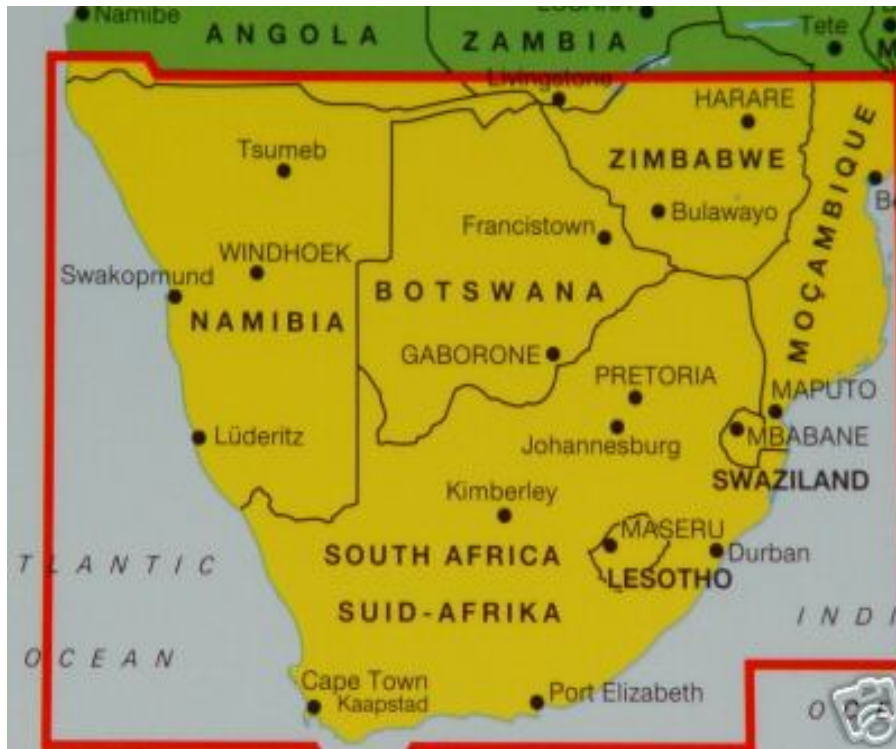 Namibe
LUSAKA
ANGOLA
ZAMBIA
Tete
Livingstone
HARARE
Tsumeb
ZIMBABWE
MOÇAMBIQUE
Bulawayo
Francistown
WINDHOEK
Swakopmund
BOTSWANA
NAMIBIA
GABORONE
PRETORIA
MAPUTO
Lüderitz
Johannesburg
MBABANE
SWAZILAND
Kimberley
MASERU
SOUTH AFRICA
Durban
TLANTIC
LESOTHO
SUID-AFRIKA
INDI
OCEAN
Cape Town
Port Elizabeth
Kaapstad